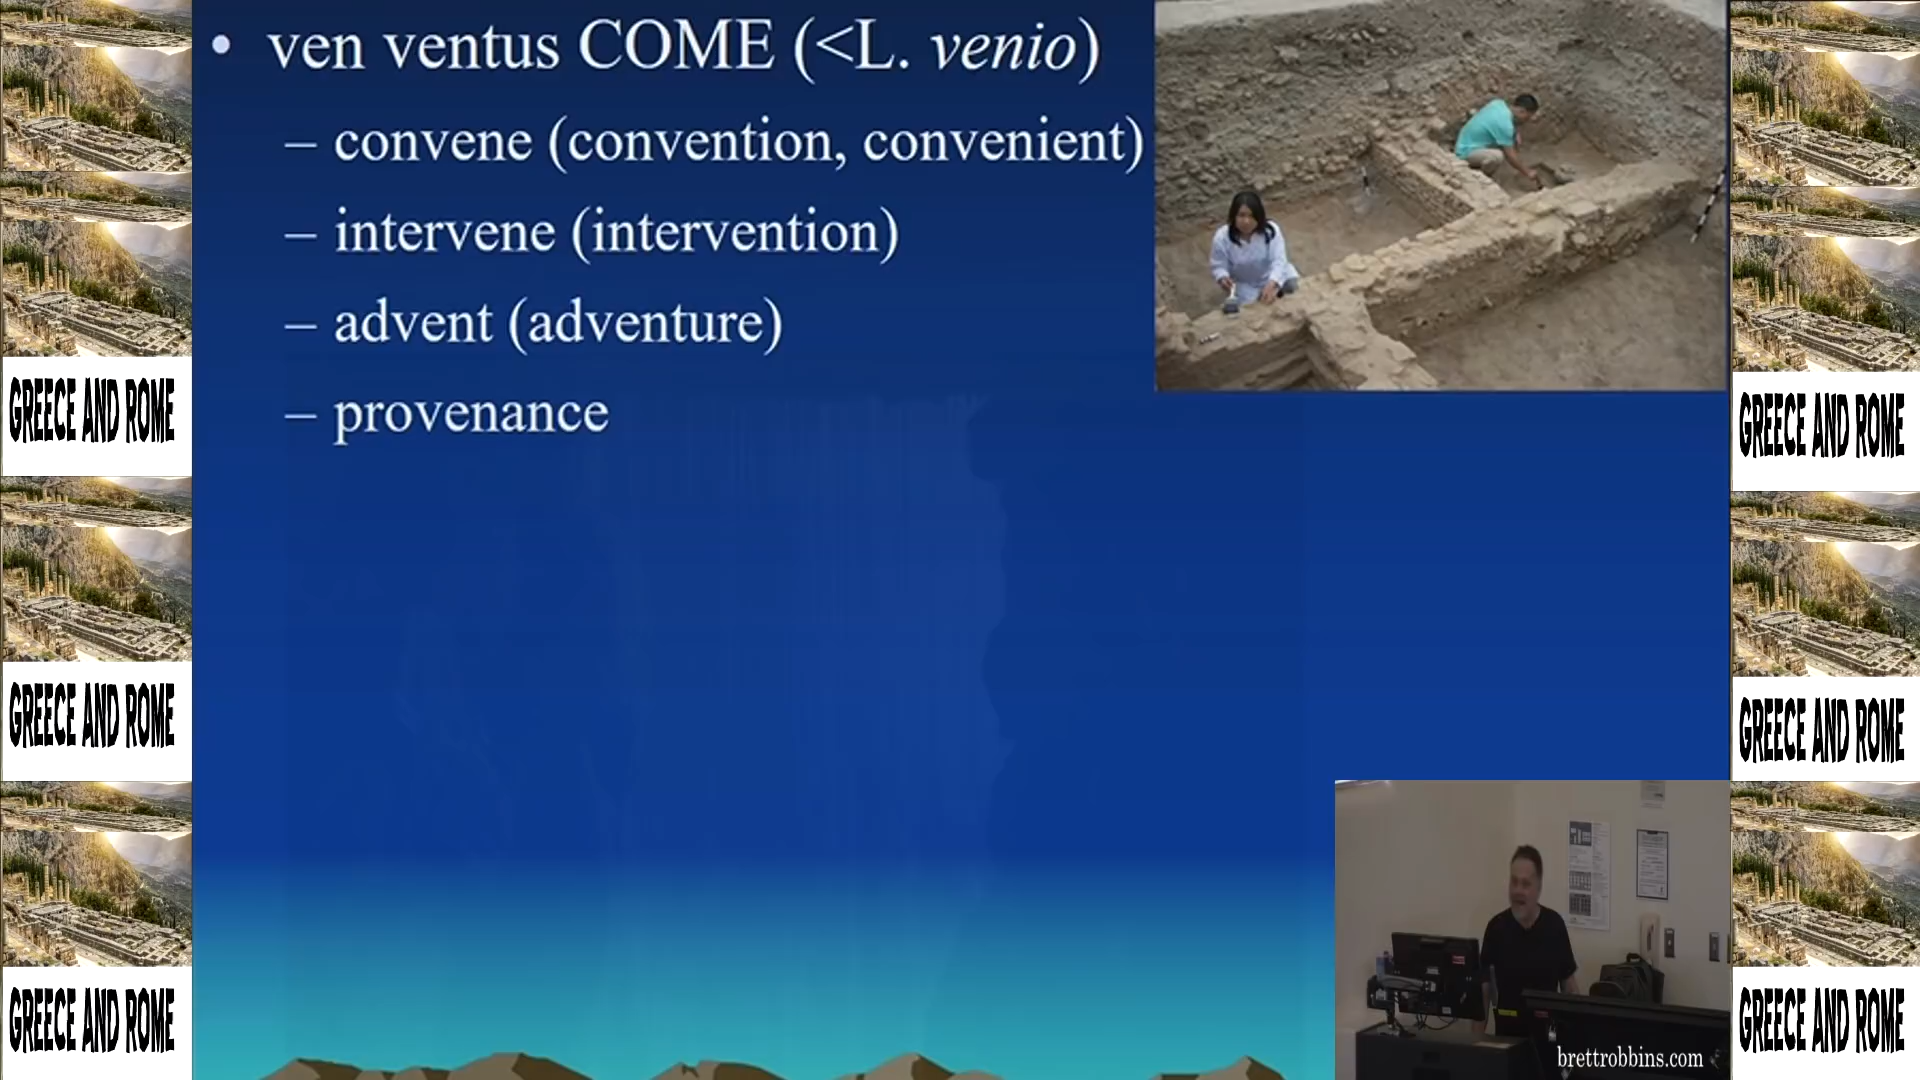 • ven ventus COME (<L. venio)
– convene (convention, convenient)
– intervene (intervention)
– advent (adventure)
– provenance
GREECE AND ROME
GREECE AND ROME
GREECE AND ROME
GREECE AND ROME
GREECE AND ROME
GREECE AND ROME
brettrobbins.com